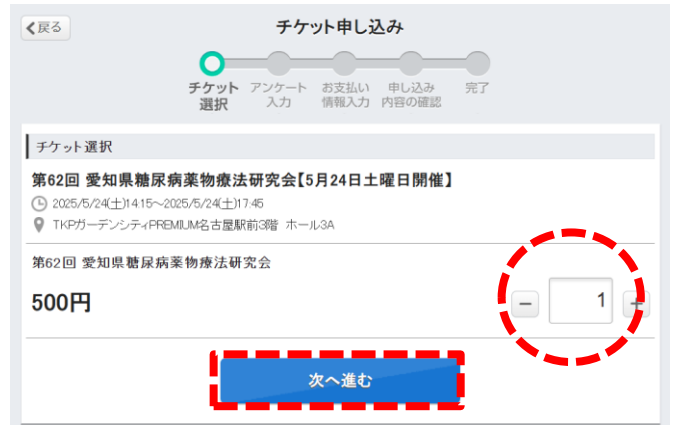 戻る
チケット申し込み
チケット
選択
アンケート
入力
お支払い
情報入力
申し込み
内容の確認
完了
チケット選択
第62回 愛知県糖尿病薬物療法研究会【5月24日土曜日開催】
2025/5/24(土)14:15～2025/5/24(土)17:45
TKPガーデンシティPREMIUM名古屋駅前3階 ホール3A
第62回 愛知県糖尿病薬物療法研究会
500円
− 1 +
次へ進む